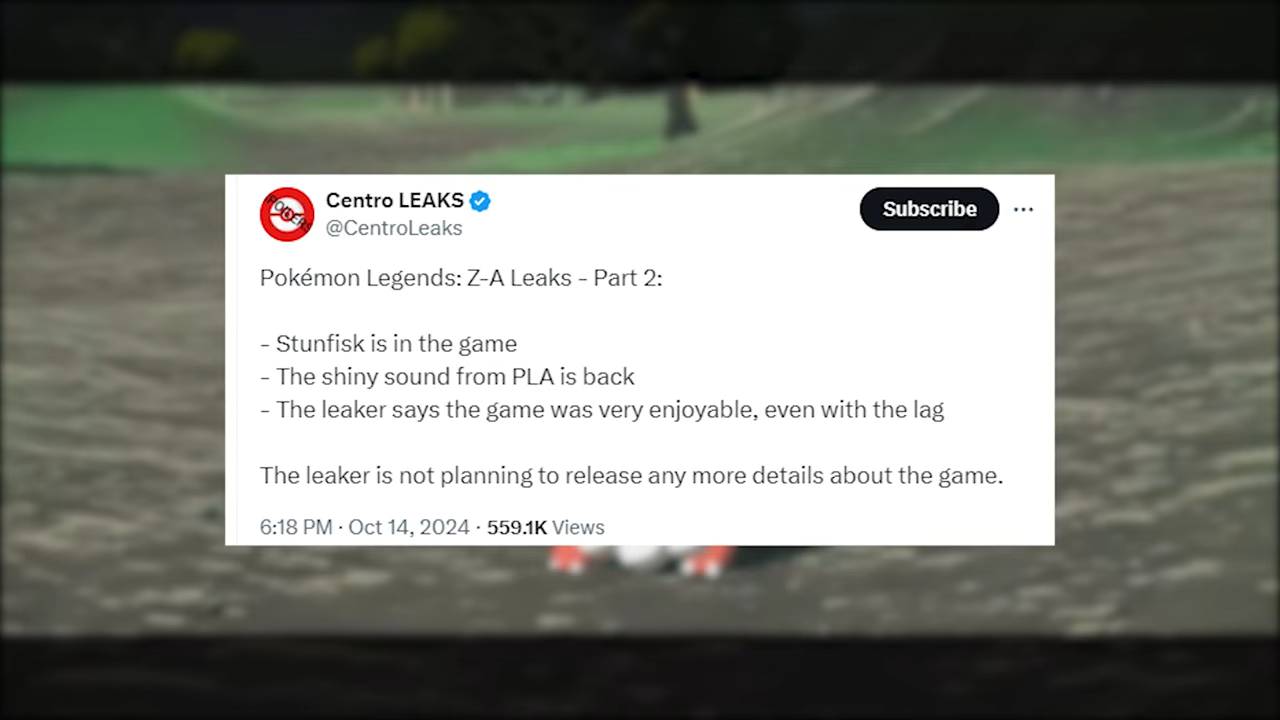 Centro LEAKS
@CentroLeaks
Subscribe
Pokémon Legends: Z-A Leaks - Part 2:
- Stunfisk is in the game
- The shiny sound from PLA is back
- The leaker says the game was very enjoyable, even with the lag
The leaker is not planning to release any more details about the game.
6:18 PM · Oct 14, 2024 · 559.1K Views